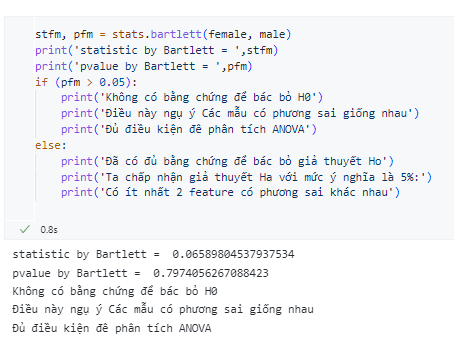 stfm, pfm = stats.bartlett(female, male)
print('statistic by Bartlett = ',stfm)
print('pvalue by Bartlett = ',pfm)
if (pfm > 0.05):
    print('Không có bằng chứng để bác bỏ H0')
    print('Điều này ngụ ý Các mẫu có phương sai giống nhau')
    print('Đủ điều kiện đê phân tích ANOVA')
else:
    print('Đã có đủ bằng chứng để bác bỏ giả thuyết Ho')
    print('Ta chấp nhận giả thuyết Ha với mức ý nghĩa là 5%:')
    print('Có ít nhất 2 feature có phương sai khác nhau')
0.8s
statistic by Bartlett =  0.06589804537937534
pvalue by Bartlett =  0.7974056267088423
Không có bằng chứng để bác bỏ H0
Điều này ngụ ý Các mẫu có phương sai giống nhau
Đủ điều kiện đê phân tích ANOVA